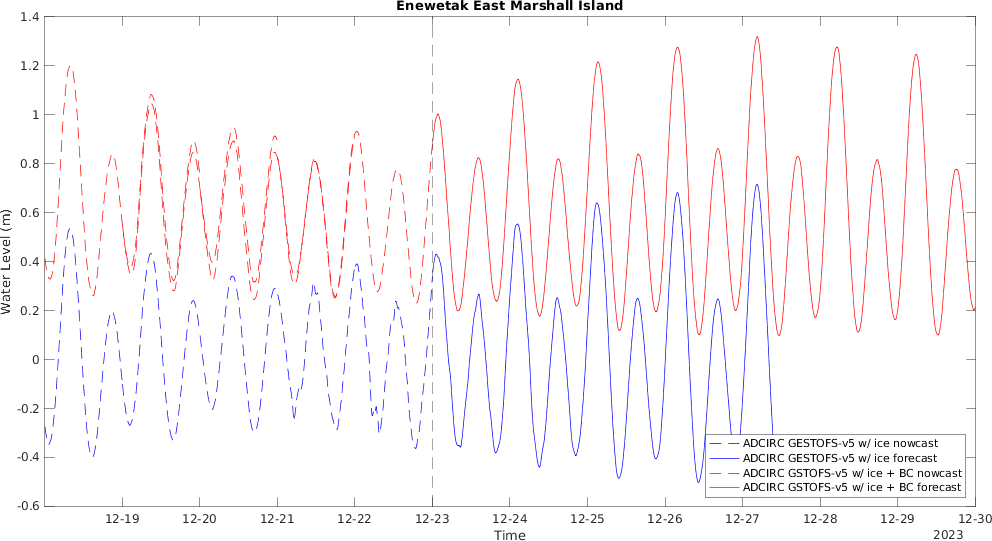 Enewetak East Marshall Island
1.4
1.2
1
0.8
0.6
0.4
0.2
0
-0.2
-0.4
-0.6
Water Level (m)
ADCIRC GESTOFS-v5 w/ ice nowcast
ADCIRC GESTOFS-v5 w/ ice forecast
ADCIRC GSTOFS-v5 w/ ice + BC nowcast
ADCIRC GSTOFS-v5 w/ ice + BC forecast
12-19 12-20 12-21 12-22 12-23 12-24 12-25 12-26 12-27 12-28 12-29 12-30
Time
2023